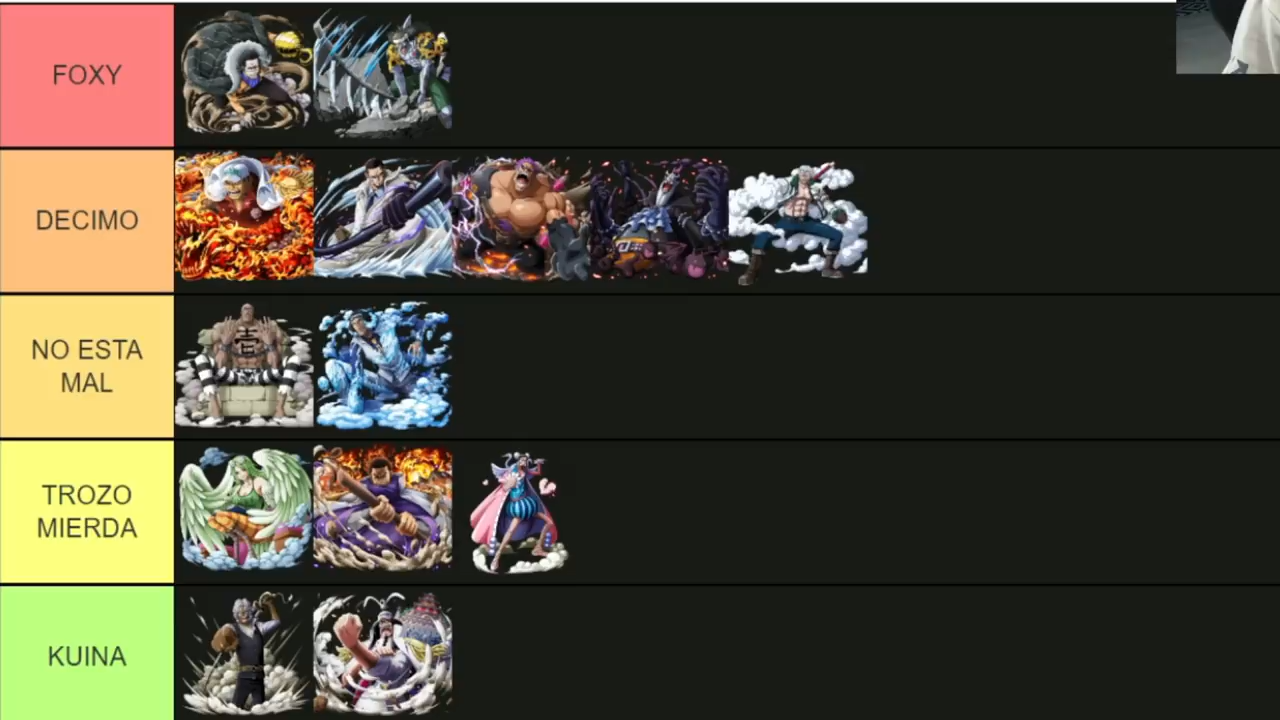 FOXY
DECIMO
NO ESTA
MAL
TROZO
MIERDA
KUINA